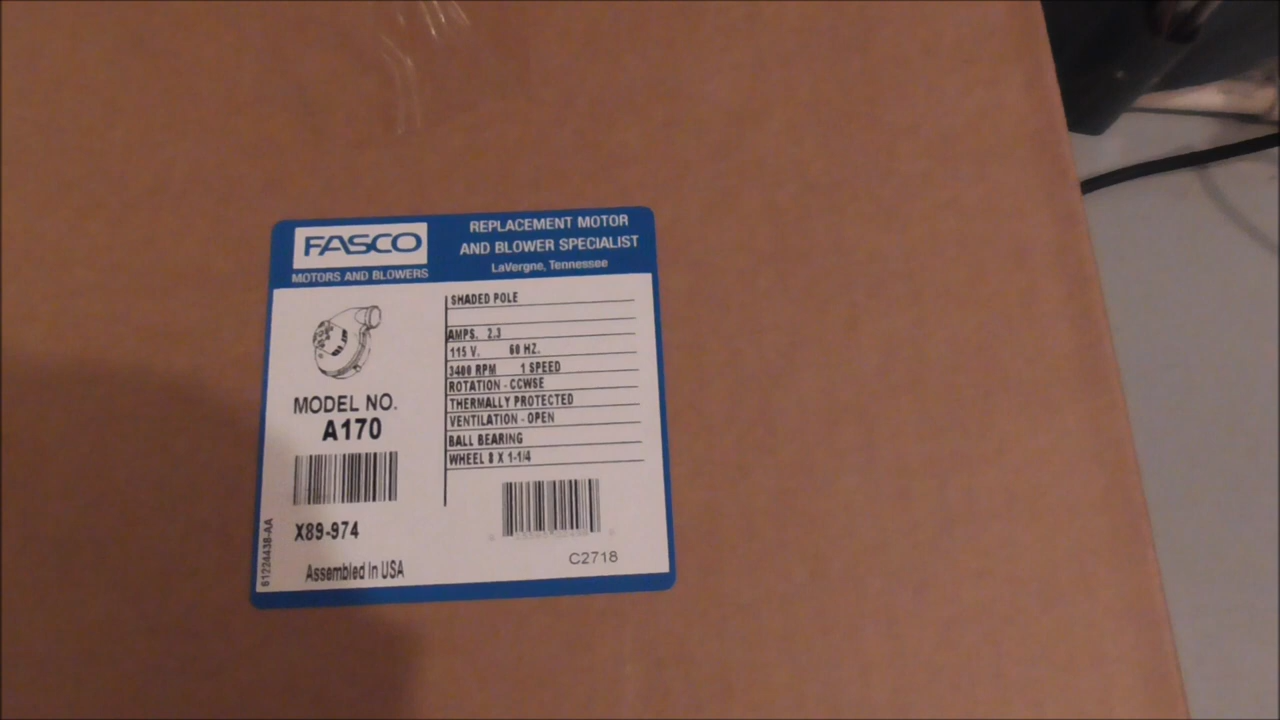 FASCO
MOTORS AND BLOWERS
REPLACEMENT MOTOR
AND BLOWER SPECIALIST
LaVergne, Tennessee
SHADED POLE
AMPS. 2.3
115 V. 60 HZ.
3400 RPM 1 SPEED
ROTATION - CCWSE
THERMALLY PROTECTED
VENTILATION - OPEN
BALL BEARING
WHEEL 8 X 1-1/4
MODEL NO.
A170
X89-974
Assembled In USA
61224438-AA
C2718